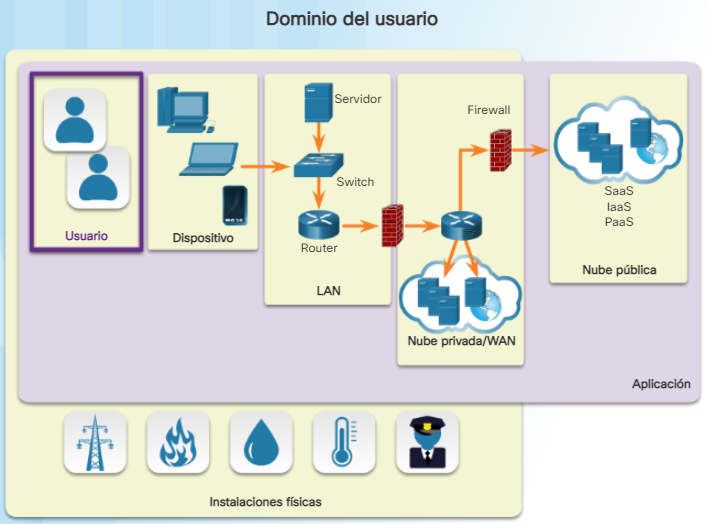 Dominio del usuario
Servidor
Firewall
Switch
SaaS
IaaS
PaaS
Usuario
Dispositivo
Router
Nube pública
LAN
Nube privada/WAN
Aplicación
Instalaciones físicas